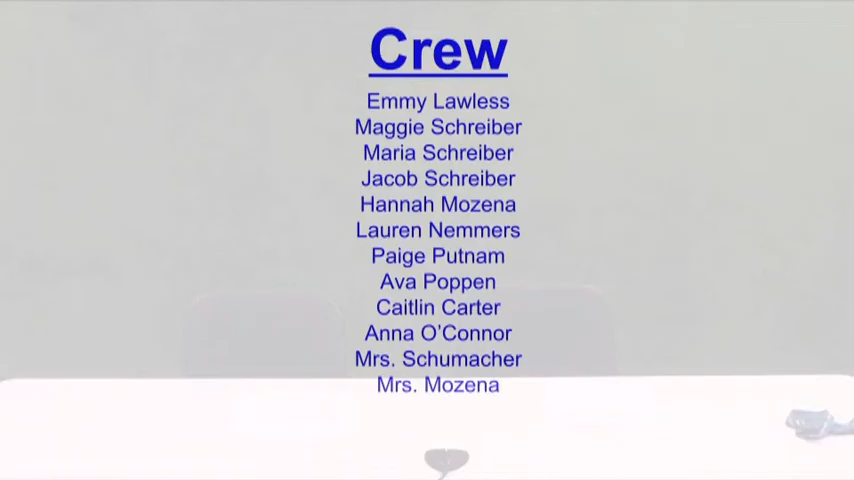 Crew
Emmy Lawless
Maggie Schreiber
Maria Schreiber
Jacob Schreiber
Hannah Mozena
Lauren Nemmers
Paige Putnam
Ava Poppen
Caitlin Carter
Anna O'Connor
Mrs. Schumacher
Mrs. Mozena